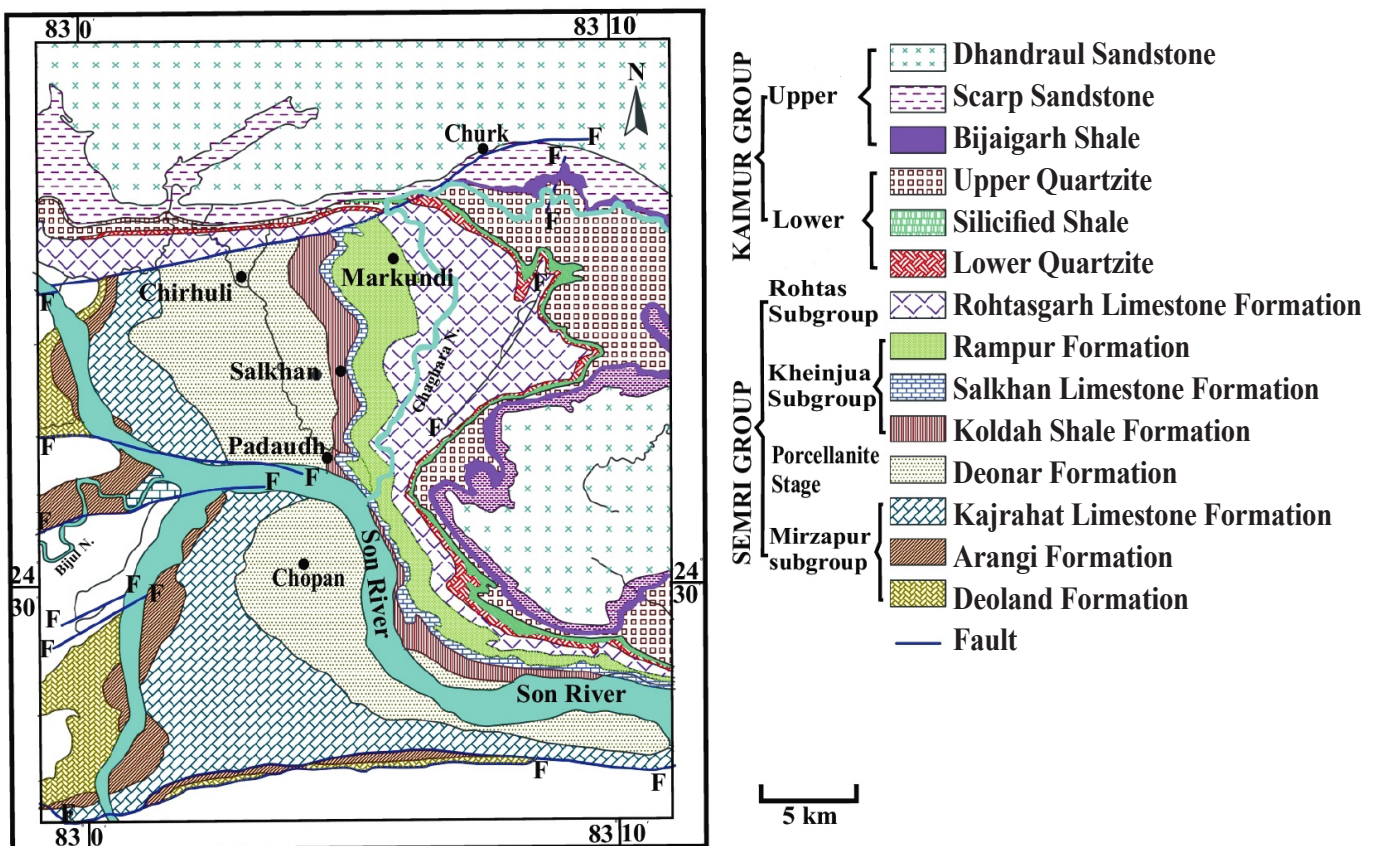 83 0'
83 10'
N
Churk
F
F
F
Markundi
Chirhuli
F
F
Ghaghara N.
Salkhan
F
F
Padaudh
F
F
F
Bijul N.
Son River
24
30
24
30
Chopan
F
F
F
F
Son River
F
F
F
83 0'
83 10'
KAIMUR GROUP
Upper
Lower
SEMRI GROUP
Rohtas
Subgroup
Kheinjua
Subgroup
Porcellanite
Stage
Mirzapur
subgroup
Dhandraul Sandstone
Scarp Sandstone
Bijaigarh Shale
Upper Quartzite
Silicified Shale
Lower Quartzite
Rohtasgarh Limestone Formation
Rampur Formation
Salkhan Limestone Formation
Koldah Shale Formation
Deonar Formation
Kajrahat Limestone Formation
Arangi Formation
Deoland Formation
Fault
5 km